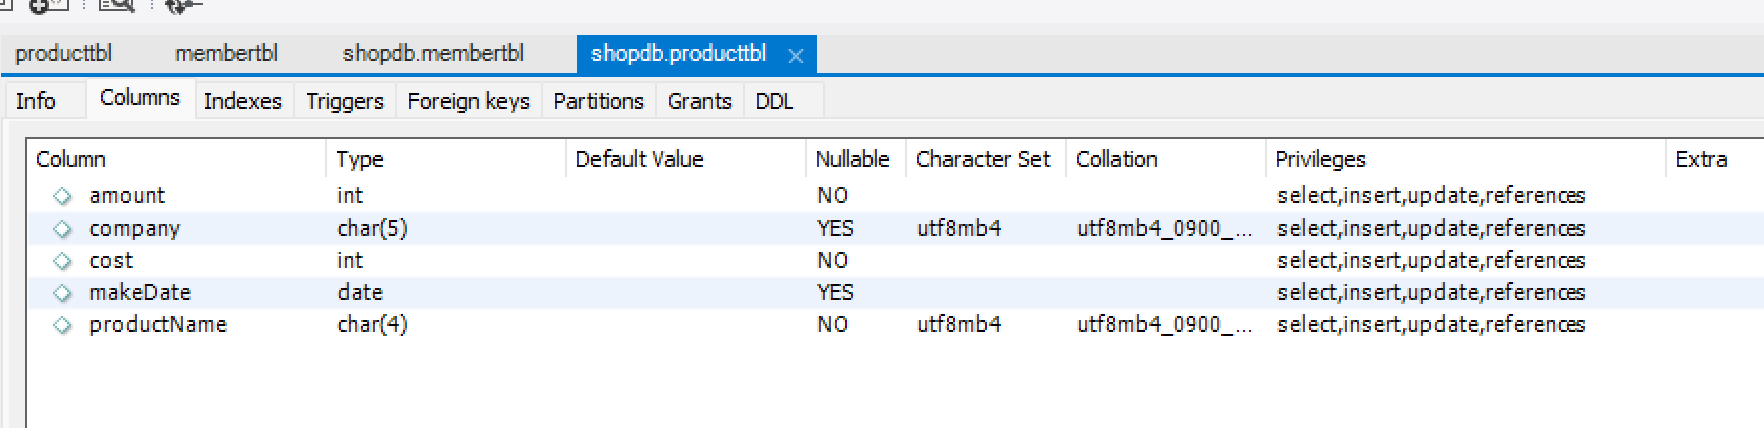 producttbl membertbl shopdb.membertbl shopdb.producttbl
Info Columns Indexes Triggers Foreign keys Partitions Grants DDL
Column Type Default Value Nullable Character Set Collation Privileges Extra
amount int NO select,insert,update,references
company char(5) YES utf8mb4 utf8mb4_0900_... select,insert,update,references
cost int NO select,insert,update,references
makeDate date YES select,insert,update,references
productName char(4) NO utf8mb4 utf8mb4_0900_... select,insert,update,references